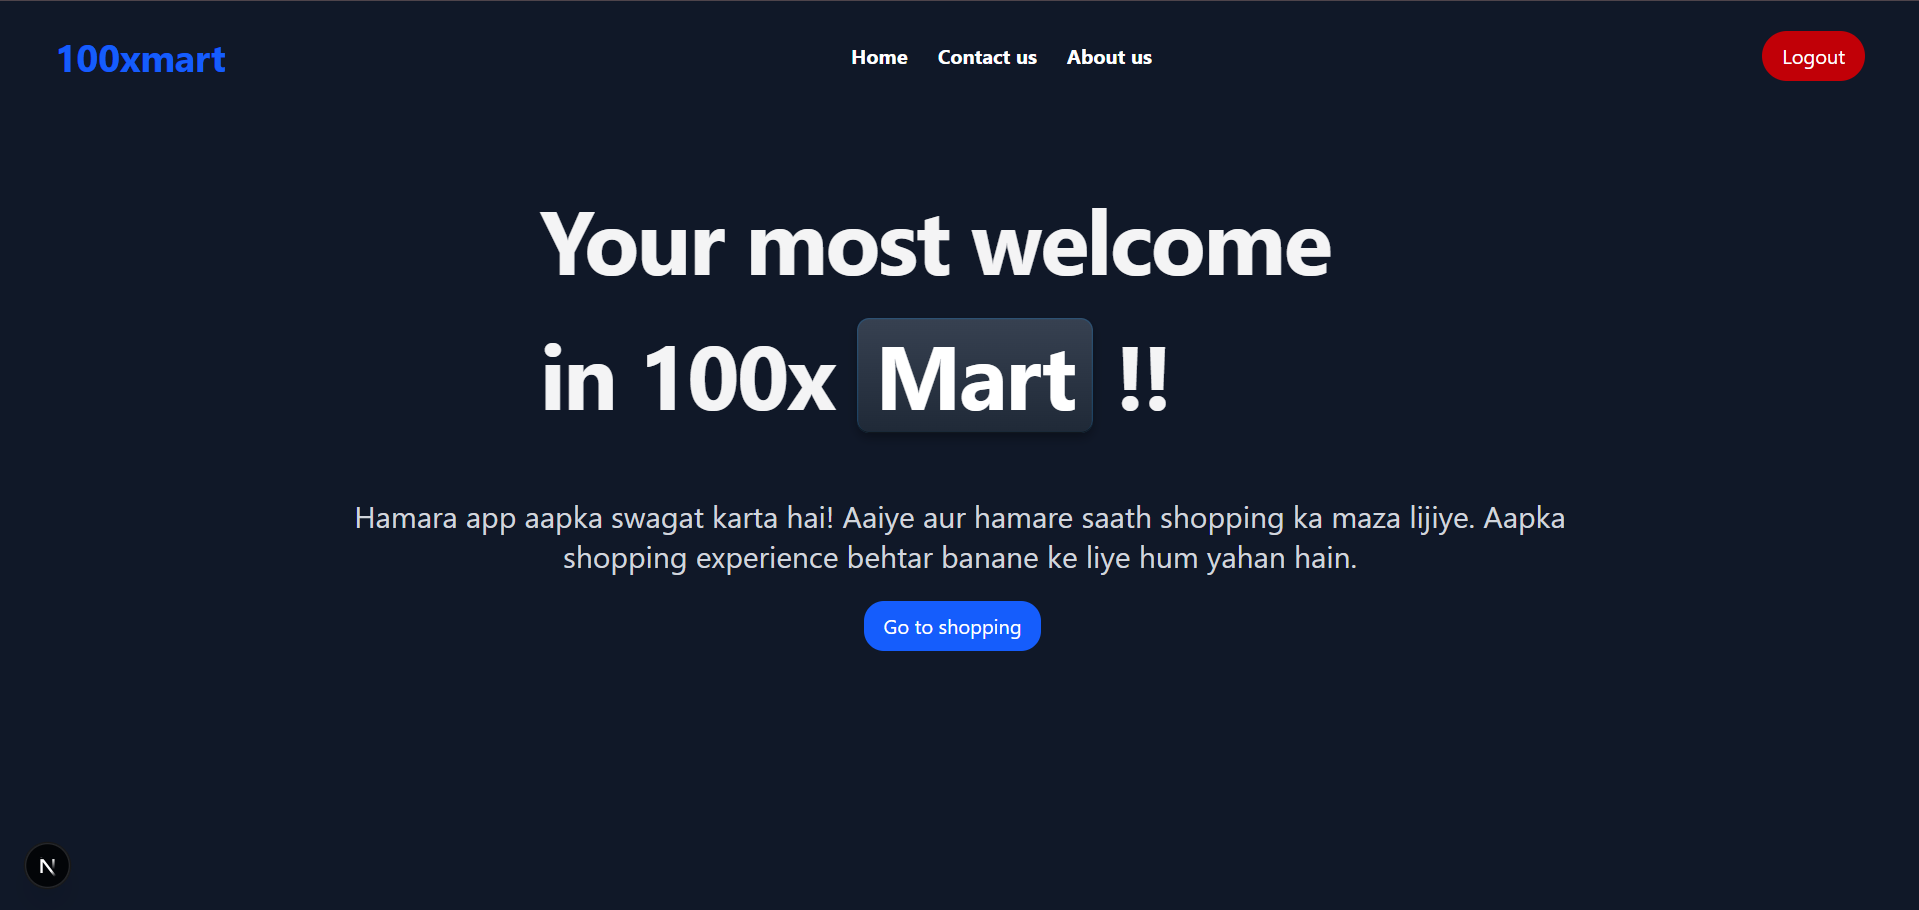 100xmart
Home
Contact us
About us
Logout
Your most welcome
in 100x Mart !!
Hamara app aapka swagat karta hai! Aaiye aur hamare saath shopping ka maza lijiye. Aapka
shopping experience behtar banane ke liye hum yahan hain.
Go to shopping
N